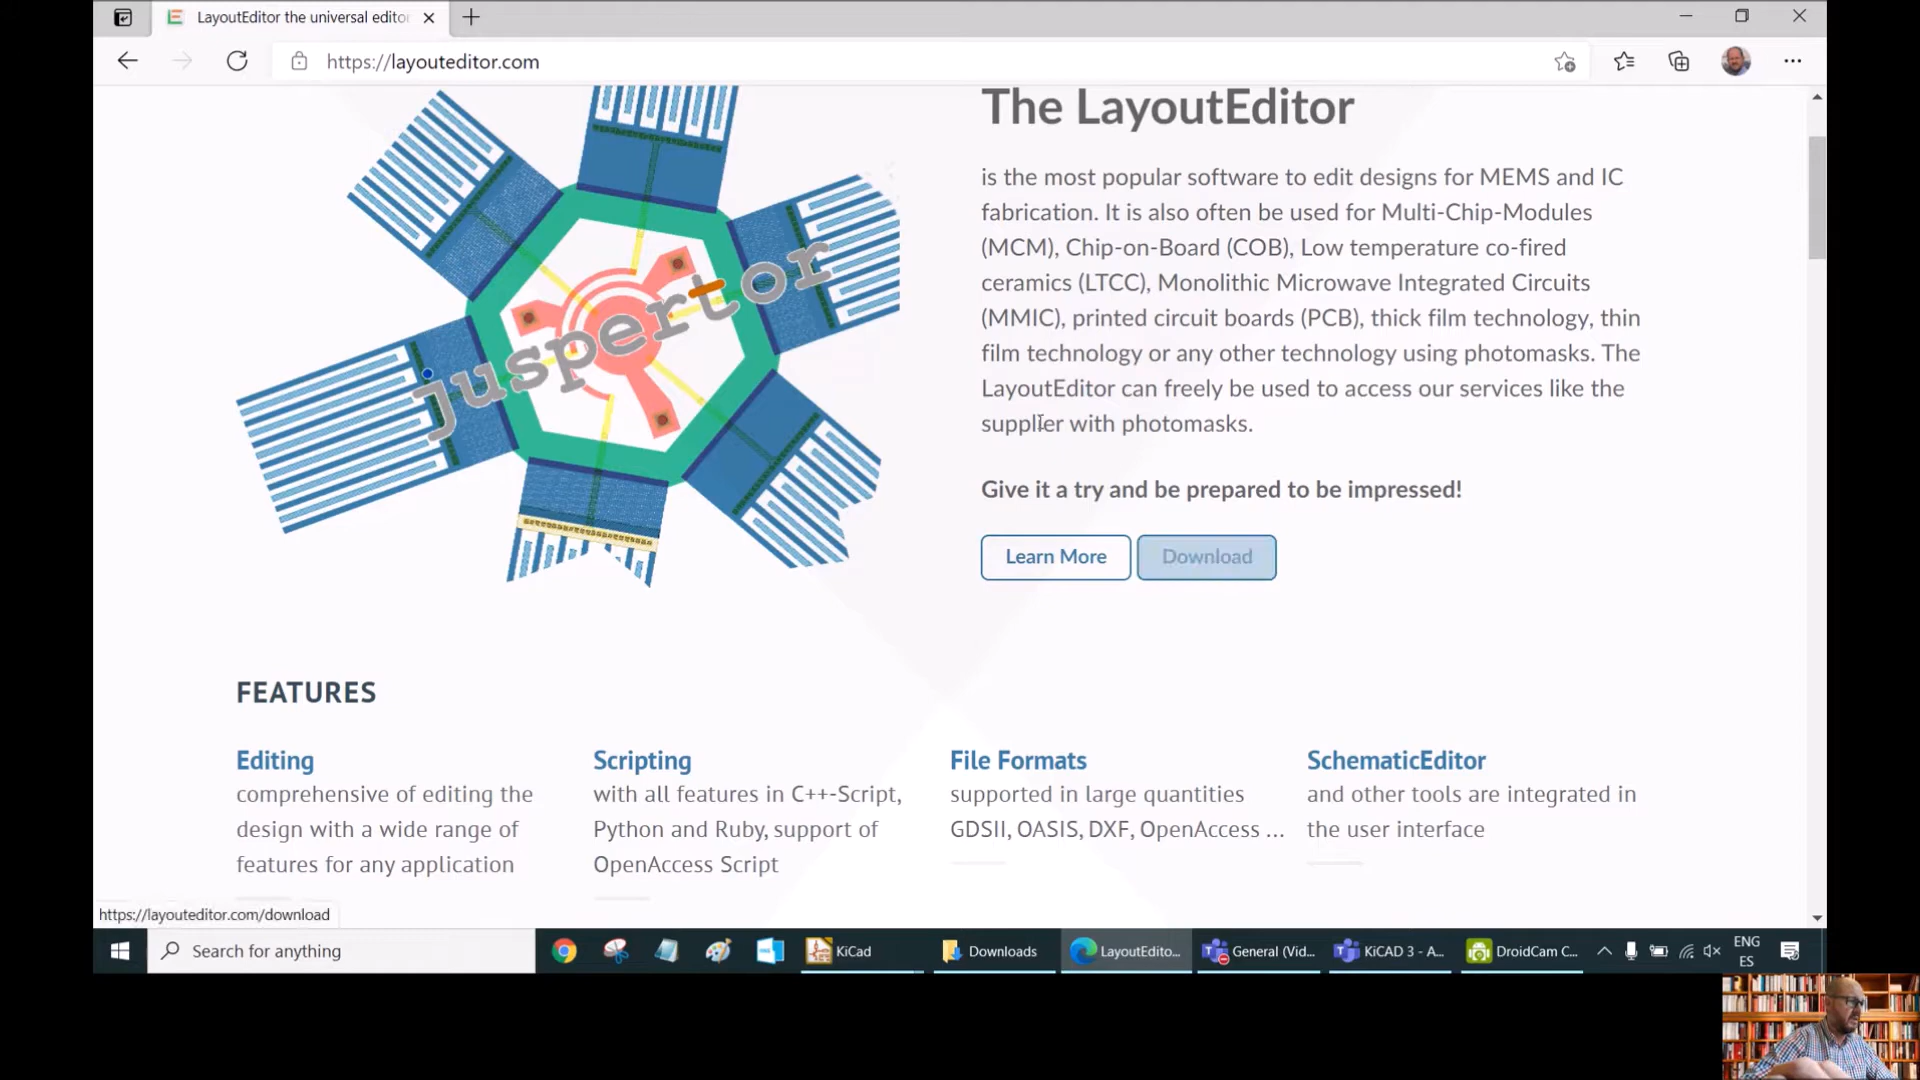 LayoutEditor the universal edito
https://layouteditor.com
The LayoutEditor
is the most popular software to edit designs for MEMS and IC
fabrication. It is also often be used for Multi-Chip-Modules
(MCM), Chip-on-Board (COB), Low temperature co-fired
ceramics (LTCC), Monolithic Microwave Integrated Circuits
(MMIC), printed circuit boards (PCB), thick film technology, thin
film technology or any other technology using photomasks. The
LayoutEditor can freely be used to access our services like the
supplier with photomasks.
Give it a try and be prepared to be impressed!
Learn More
Download
juspertor
FEATURES
Editing
comprehensive of editing the
design with a wide range of
features for any application
Scripting
with all features in C++-Script,
Python and Ruby, support of
OpenAccess Script
File Formats
supported in large quantities
GDSII, OASIS, DXF, OpenAccess ...
SchematicEditor
and other tools are integrated in
the user interface
https://layouteditor.com/download
Search for anything
KiCad
Downloads
LayoutEdito...
General (Vid...
KiCAD 3 - A...
DroidCam C...
ENG
ES